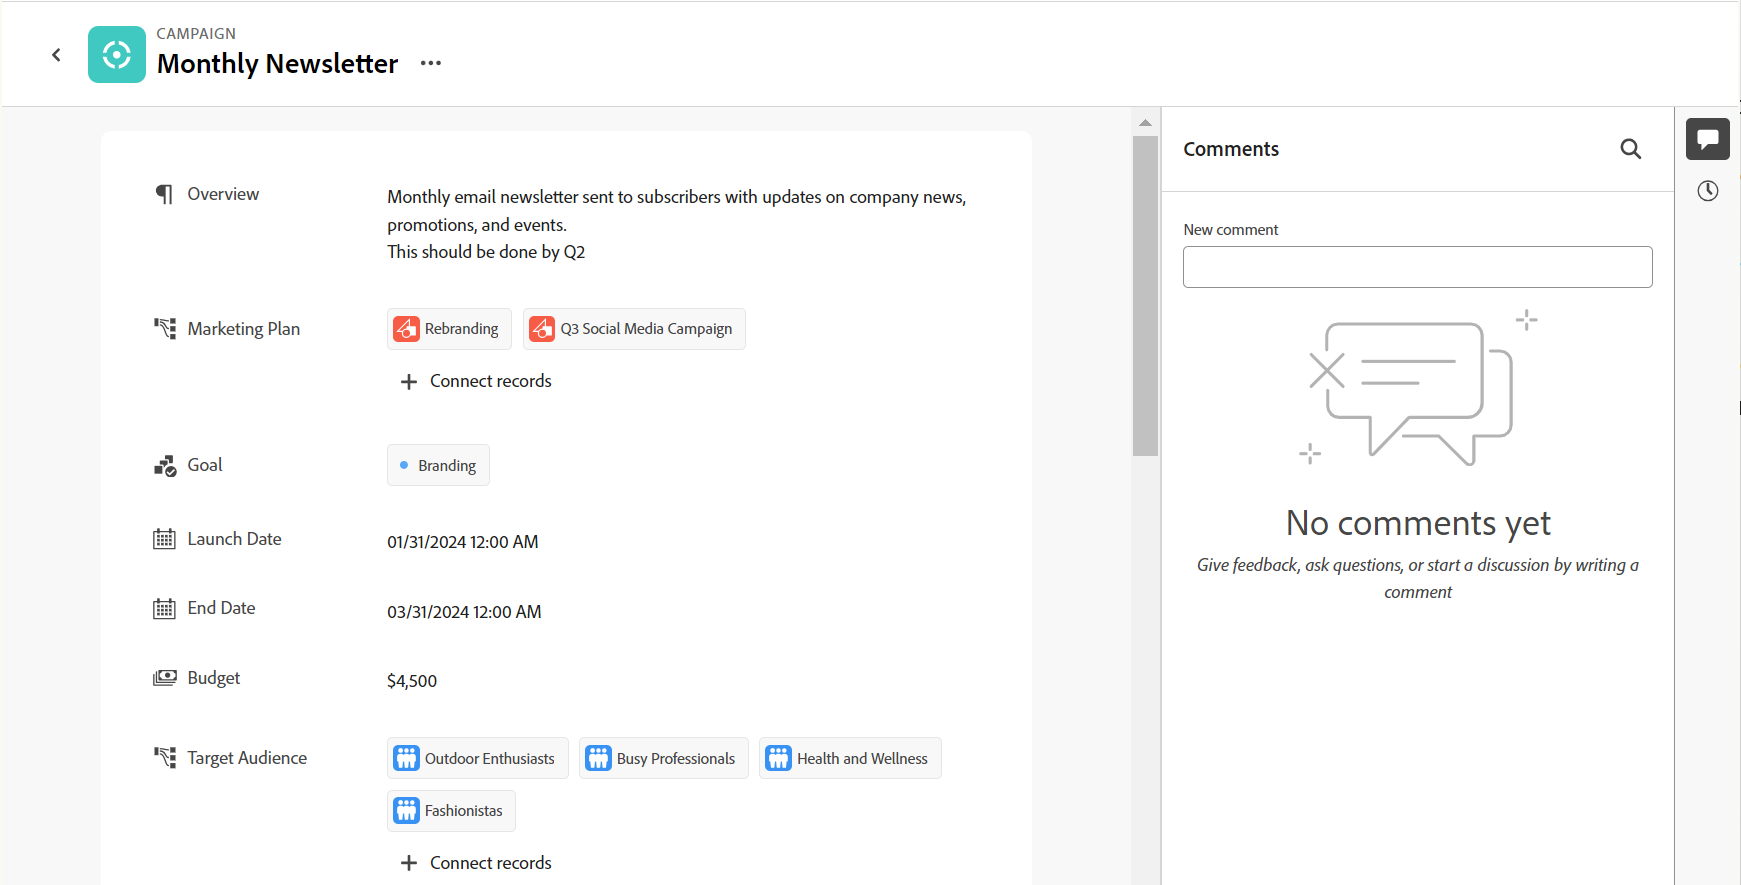 CAMPAIGN
Monthly Newsletter
Overview
Monthly email newsletter sent to subscribers with updates on company news,
promotions, and events.
This should be done by Q2
Marketing Plan
Rebranding
Q3 Social Media Campaign
Connect records
Goal
Branding
Launch Date
01/31/2024 12:00 AM
End Date
03/31/2024 12:00 AM
Budget
$4,500
Target Audience
Outdoor Enthusiasts
Busy Professionals
Health and Wellness
Fashionistas
Connect records
Comments
New comment
No comments yet
Give feedback, ask questions, or start a discussion by writing a
comment